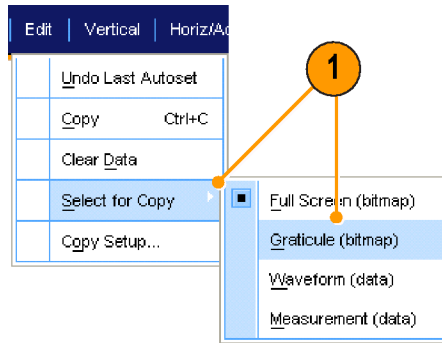 Edit | Vertical | Horiz/Ac
1
Undo Last Autoset
Copy Ctrl+C
Clear Data
Select for Copy
Copy Setup...
Full Screen (bitmap)
Graticule (bitmap)
Waveform (data)
Measurement (data)